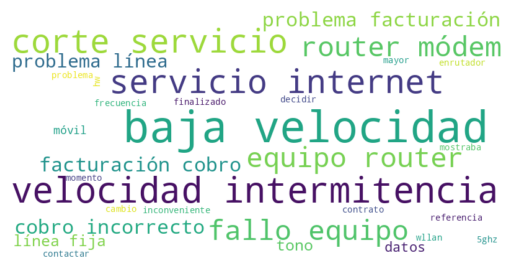 problema facturación
corte servicio
router módem
problema línea
mayor
enrutador
problema
servicio internet
frecuencia
finalizado
decidir
baja velocidad
móvil
mostraba
facturación cobro
equipo router
momento
velocidad intermitencia
cambio
inconveniente
contrato
referencia
cobro incorrecto
fallo equipo
línea fija
tono
datos
wllan
5ghz
contactar